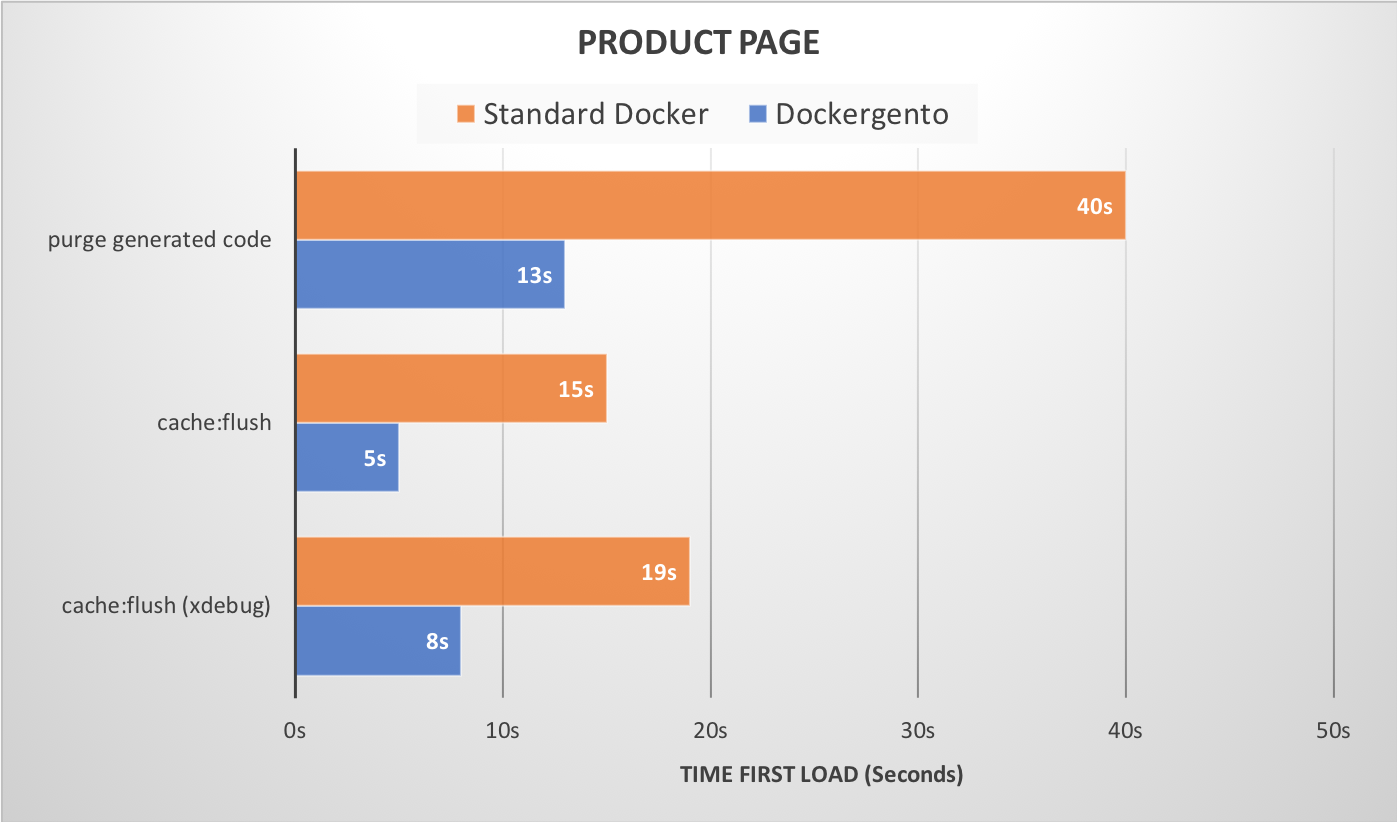 PRODUCT PAGE
Standard Docker Dockergento
purge generated code
40s
13s
cache:flush
15s
5s
cache:flush (xdebug)
19s
8s
0s 10s 20s 30s 40s 50s
TIME FIRST LOAD (Seconds)